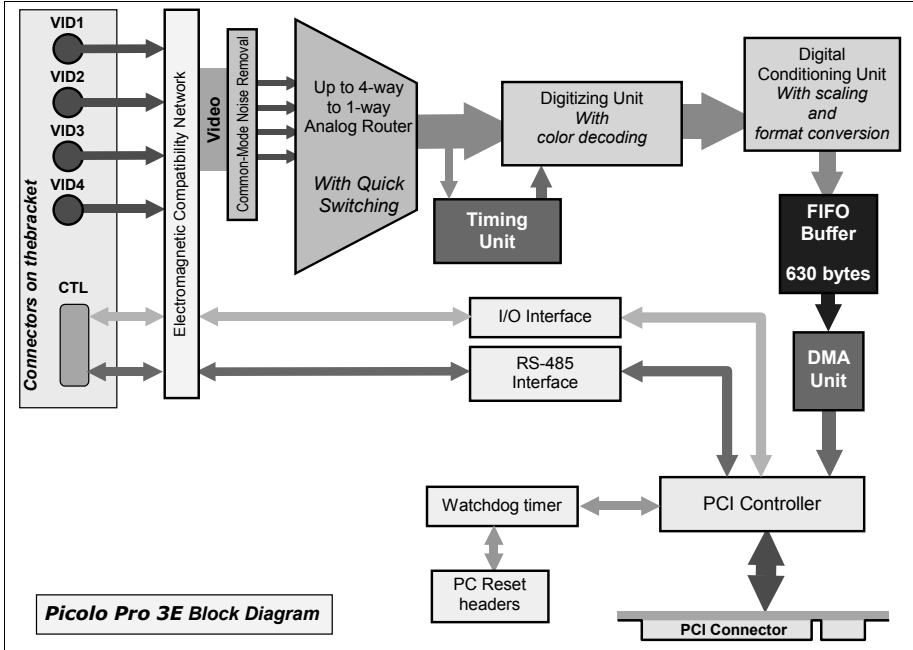 VID1
VID2
VID3
VID4
CTL
Connectors on thebracket
Electromagnetic Compatibility Network
Video
Common-Mode Noise Removal
Up to 4-way
to 1-way
Analog Router
With Quick
Switching
Timing
Unit
Digitizing Unit
With
color decoding
Digital
Conditioning Unit
With scaling
and
format conversion
FIFO
Buffer
630 bytes
DMA
Unit
I/O Interface
RS-485
Interface
PCI Controller
Watchdog timer
PC Reset
headers
PCI Connector
Picolo Pro 3E Block Diagram